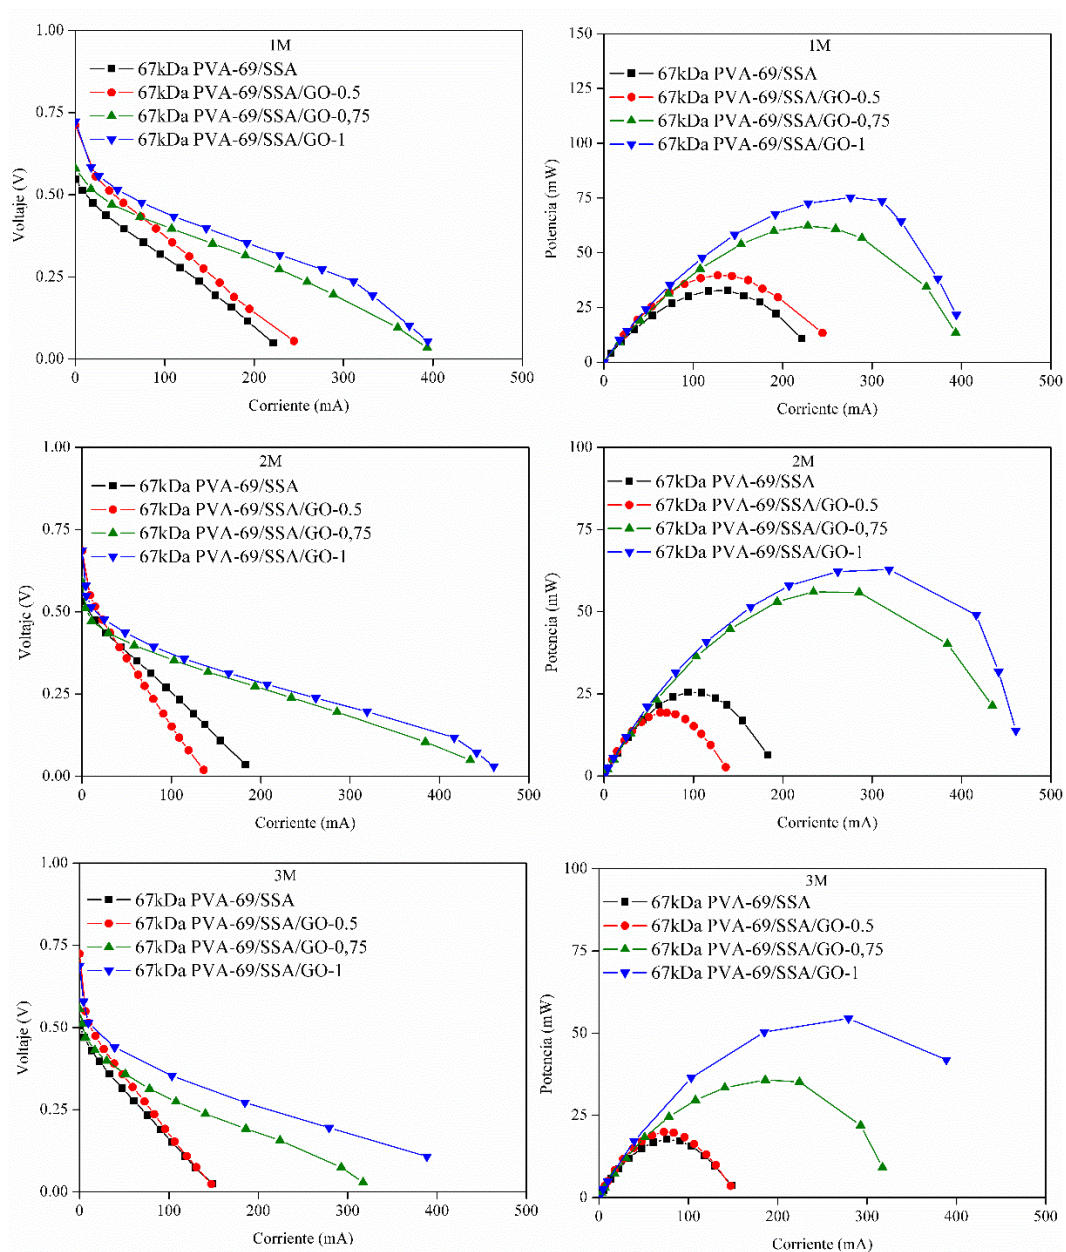 1.00
0.75
0.50
0.25
0.00
Voltaje (V)
1M
67kDa PVA-69/SSA
67kDa PVA-69/SSA/GO-0.5
67kDa PVA-69/SSA/GO-0,75
67kDa PVA-69/SSA/GO-1
0 100 200 300 400 500
Corriente (mA)
150
125
100
75
50
25
0
Potencia (mW)
1M
67kDa PVA-69/SSA
67kDa PVA-69/SSA/GO-0.5
67kDa PVA-69/SSA/GO-0,75
67kDa PVA-69/SSA/GO-1
0 100 200 300 400 500
Corriente (mA)
1.00
0.75
0.50
0.25
0.00
Voltaje (V)
2M
67kDa PVA-69/SSA
67kDa PVA-69/SSA/GO-0.5
67kDa PVA-69/SSA/GO-0,75
67kDa PVA-69/SSA/GO-1
0 100 200 300 400 500
Corriente (mA)
100
75
50
25
0
Potencia (mW)
2M
67kDa PVA-69/SSA
67kDa PVA-69/SSA/GO-0.5
67kDa PVA-69/SSA/GO-0,75
67kDa PVA-69/SSA/GO-1
0 100 200 300 400 500
Corriente (mA)
1.00
0.75
0.50
0.25
0.00
Voltaje (V)
3M
67kDa PVA-69/SSA
67kDa PVA-69/SSA/GO-0.5
67kDa PVA-69/SSA/GO-0,75
67kDa PVA-69/SSA/GO-1
0 100 200 300 400 500
Corriente (mA)
100
75
50
25
0
Potencia (mW)
3M
67kDa PVA-69/SSA
67kDa PVA-69/SSA/GO-0.5
67kDa PVA-69/SSA/GO-0,75
67kDa PVA-69/SSA/GO-1
0 100 200 300 400 500
Corriente (mA)